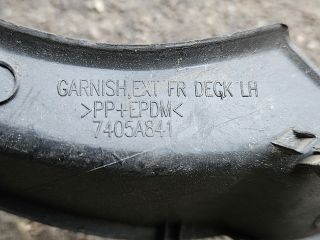 GARNISH,EXT FR DECK LH
>PP+EPDM<
7405A841